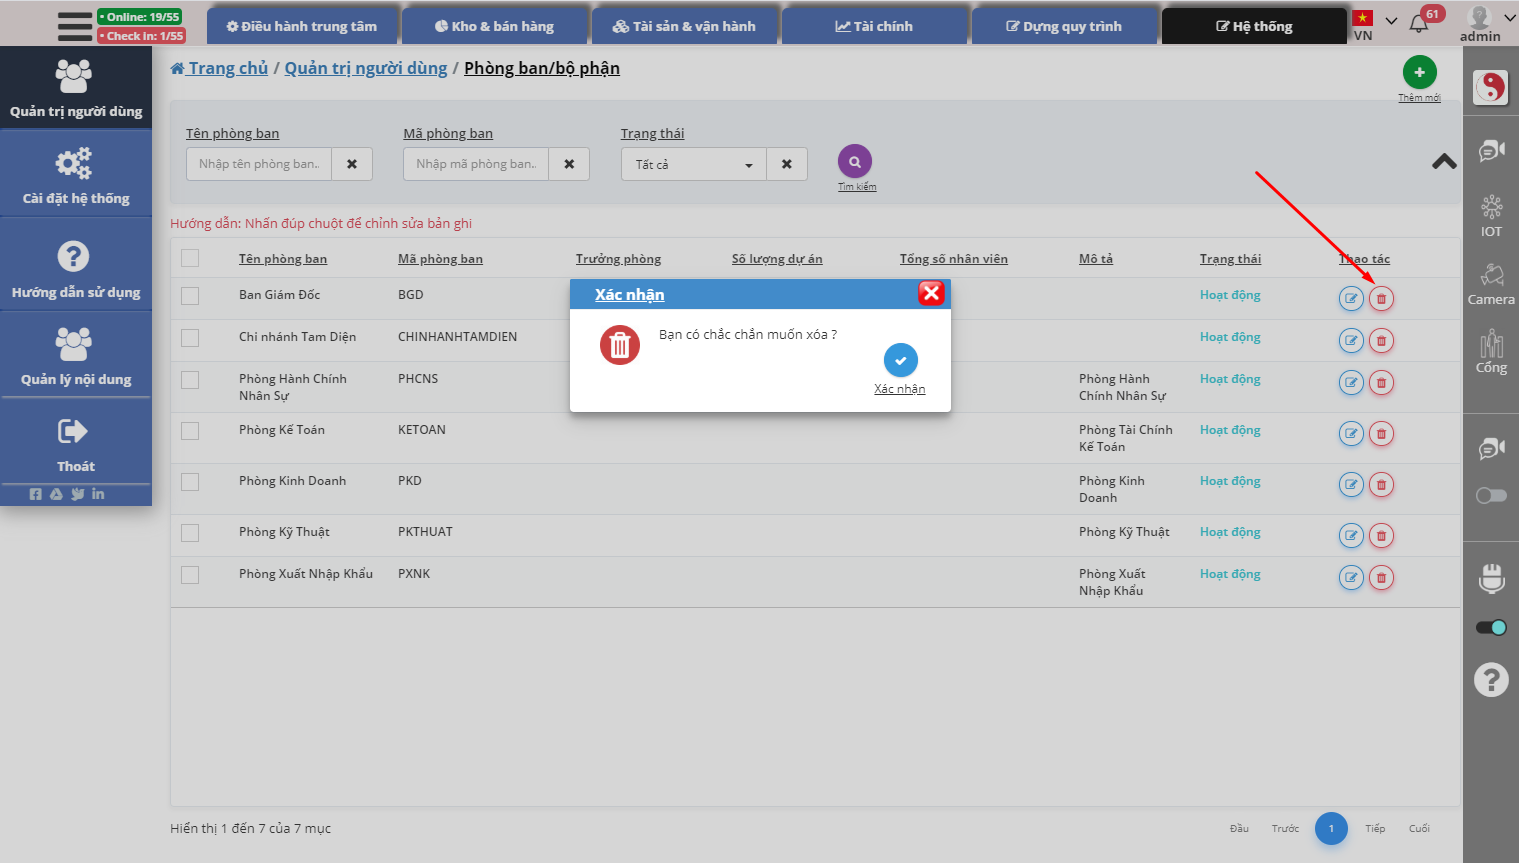 • Online: 19/55
• Check in: 1/55
Điều hành trung tâm
Kho & bán hàng
Tài sản & vận hành
Tài chính
Dựng quy trình
Hệ thống
VN
61
admin
Quản trị người dùng
Cài đặt hệ thống
Hướng dẫn sử dụng
Quản lý nội dung
Thoát
Trang chủ / Quản trị người dùng / Phòng ban/bộ phận
Thêm mới
Tên phòng ban
Mã phòng ban
Trạng thái
Nhập tên phòng ban..
Nhập mã phòng ban..
Tất cả
Tìm kiếm
Hướng dẫn: Nhấn đúp chuột để chỉnh sửa bản ghi
Tên phòng ban Mã phòng ban Trưởng phòng Số lượng dự án Tổng số nhân viên Mô tả Trạng thái Thao tác
Ban Giám Đốc BGD Hoạt động
Chi nhánh Tam Diện CHINHANHTAMDIEN Hoạt động
Phòng Hành Chính PHCNS Phòng Hành Hoạt động
Nhân Sự Chính Nhân Sự
Phòng Kế Toán KETOAN Phòng Tài Chính Hoạt động
Kế Toán
Phòng Kinh Doanh PKD Phòng Kinh Hoạt động
Doanh
Phòng Kỹ Thuật PKTHUAT Phòng Kỹ Thuật Hoạt động
Phòng Xuất Nhập Khẩu PXNK Phòng Xuất Hoạt động
Nhập Khẩu
Xác nhận
Bạn có chắc chắn muốn xóa ?
Xác nhận
Hiển thị 1 đến 7 của 7 mục
Đầu Trước 1 Tiếp Cuối
IOT
Camera
Cổng